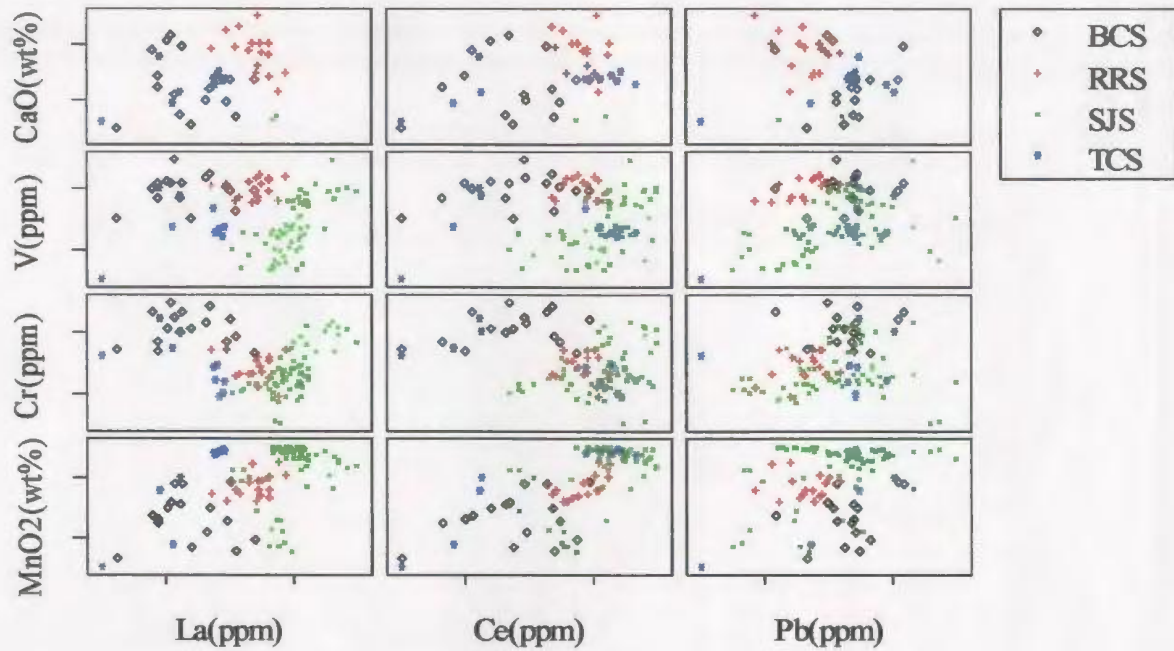 CaO(wt%)
V(ppm)
Cr(ppm)
MnO2(wt%)
La(ppm)
Ce(ppm)
Pb(ppm)
BCS
RRS
SJS
TCS